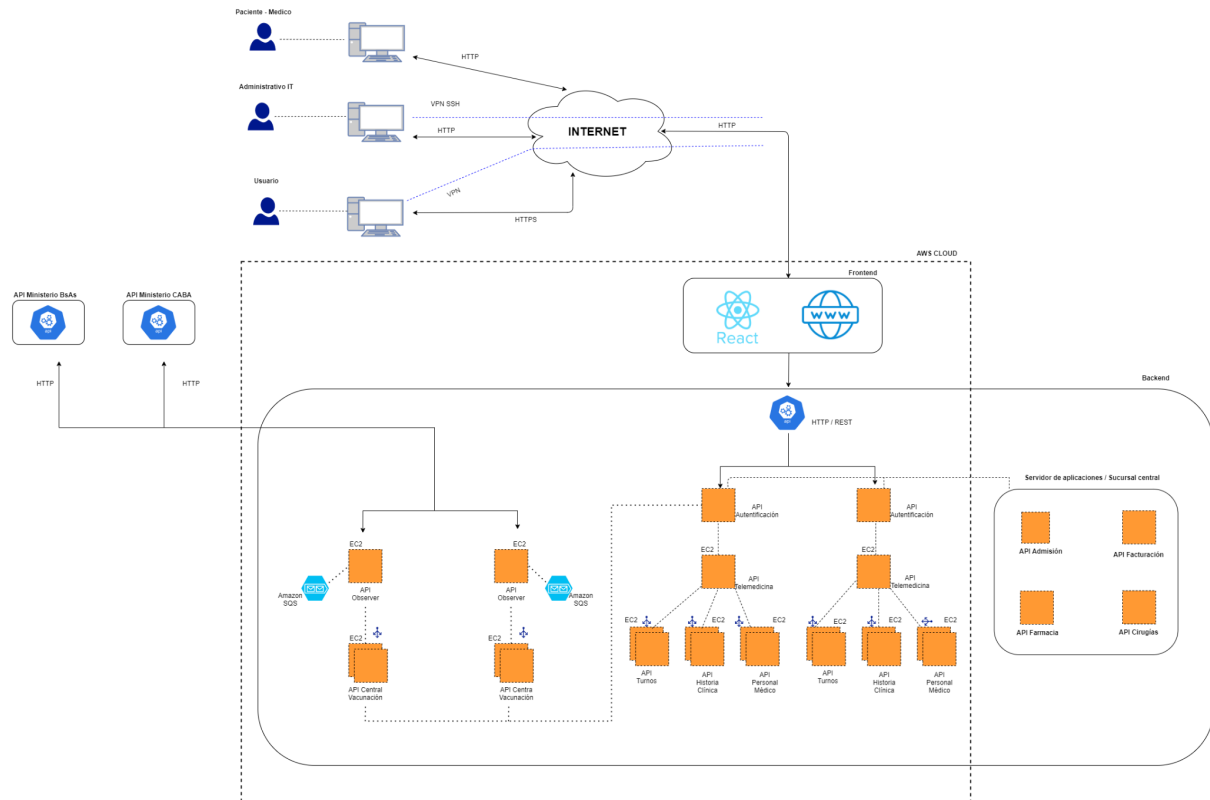 Paciente - Medico
HTTP
Administrativo IT
VPN SSH
HTTP
INTERNET
HTTP
Usuario
VPN
HTTPS
AWS CLOUD
Frontend
React
WWW
API Ministerio BsAs
api
API Ministerio CABA
api
HTTP
HTTP
Backend
api
HTTP / REST
Servidor de aplicaciones / Sucursal central
API
Autentificación
API
Autentificación
API Admisión
API Facturación
API Farmacia
API Cirugías
EC2
Amazon
SQS
API
Observer
EC2
API
Observer
Amazon
SQS
EC2
API
Telemedicina
EC2
API
Telemedicina
EC2
API Central
Vacunación
EC2
API Centra
Vacunación
EC2
API
Turnos
EC2
API
Historia
Clínica
EC2
API
Personal
Médico
EC2
API
Turnos
EC2
API
Historia
Clínica
EC2
API
Personal
Médico